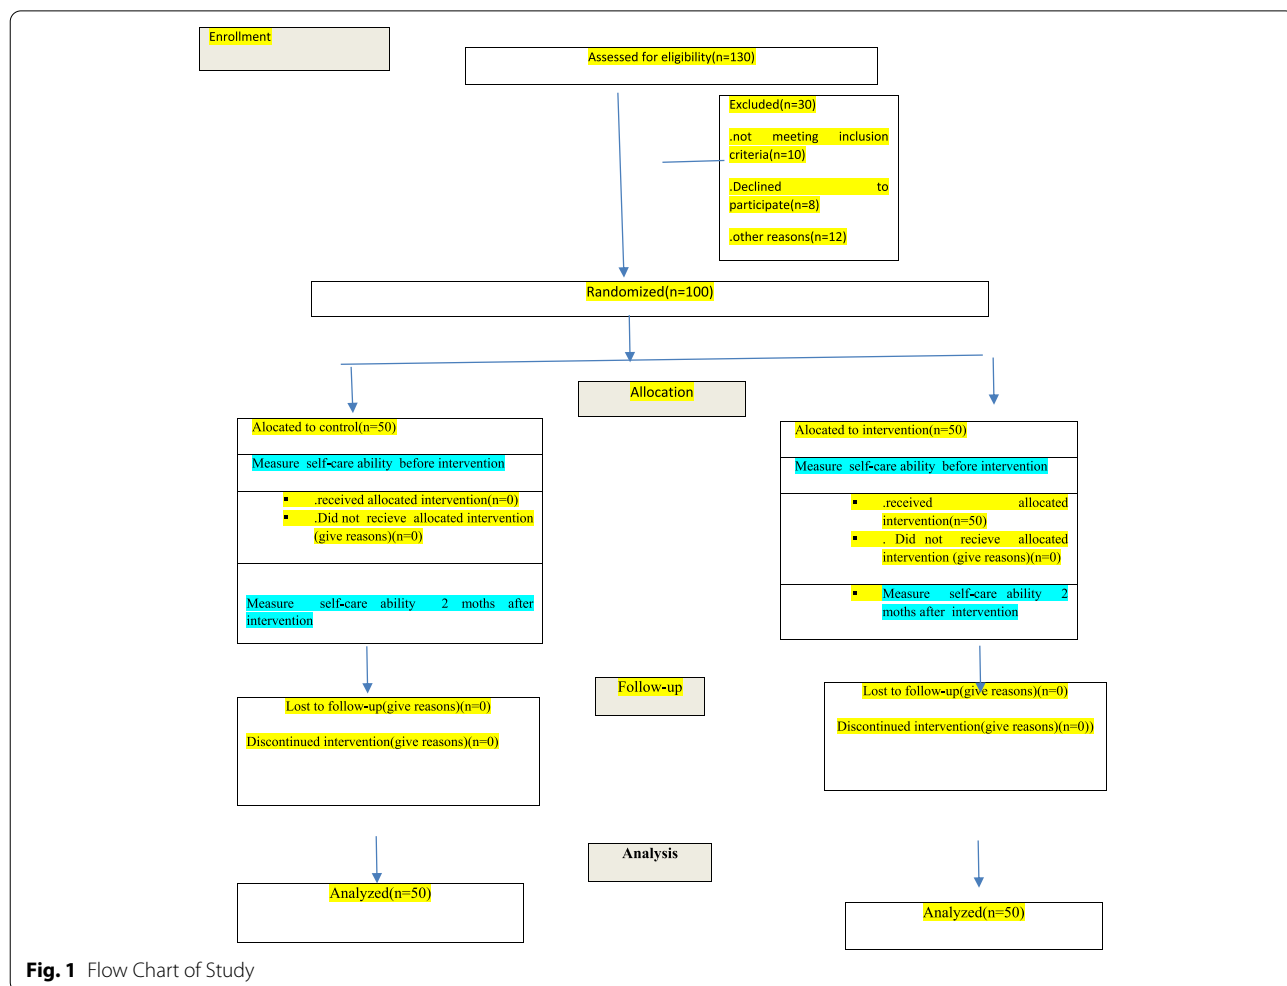 Enrollment
Assessed for eligibility(n=130)
Excluded(n=30)
.not meeting inclusion
criteria(n=10)
.Declined to
participate(n=8)
.other reasons(n=12)
Randomized(n=100)
Allocation
Alocated to control(n=50)
Measure self-care ability before intervention
▪ .received allocated intervention(n=0)
▪ .Did not recieve allocated intervention
(give reasons)(n=0)
Measure self-care ability 2 moths after
intervention
Alocated to intervention(n=50)
Measure self-care ability before intervention
▪ .received allocated
intervention(n=50)
▪ . Did not recieve allocated
intervention (give reasons)(n=0)
▪ Measure self-care ability 2
moths after intervention
Follow-up
Lost to follow-up(give reasons)(n=0)
Discontinued intervention(give reasons)(n=0)
Lost to follow-up(give reasons)(n=0)
Discontinued intervention(give reasons)(n=0))
Analysis
Analyzed(n=50)
Analyzed(n=50)
Fig. 1 Flow Chart of Study